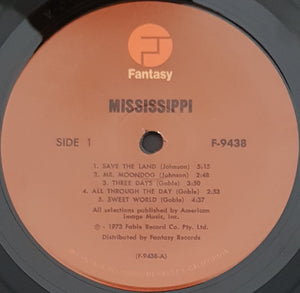 Fantasy
MISSISSIPPI
SIDE 1 F-9438
1. SAVE THE LAND (Johnson) 5:15
2. MR. MOONDOG (Johnson) 2:48
3. THREE DAYS (Goble) 3:50
4. ALL THROUGH THE DAY (Goble) 2:52
5. SWEET WORLD (Goble) 4:37
All selections published by American
Image Music, Inc.
℗ - 1972 Fable Record Co. Pty. Ltd.
Distributed by Fantasy Records
(F-9438-A)